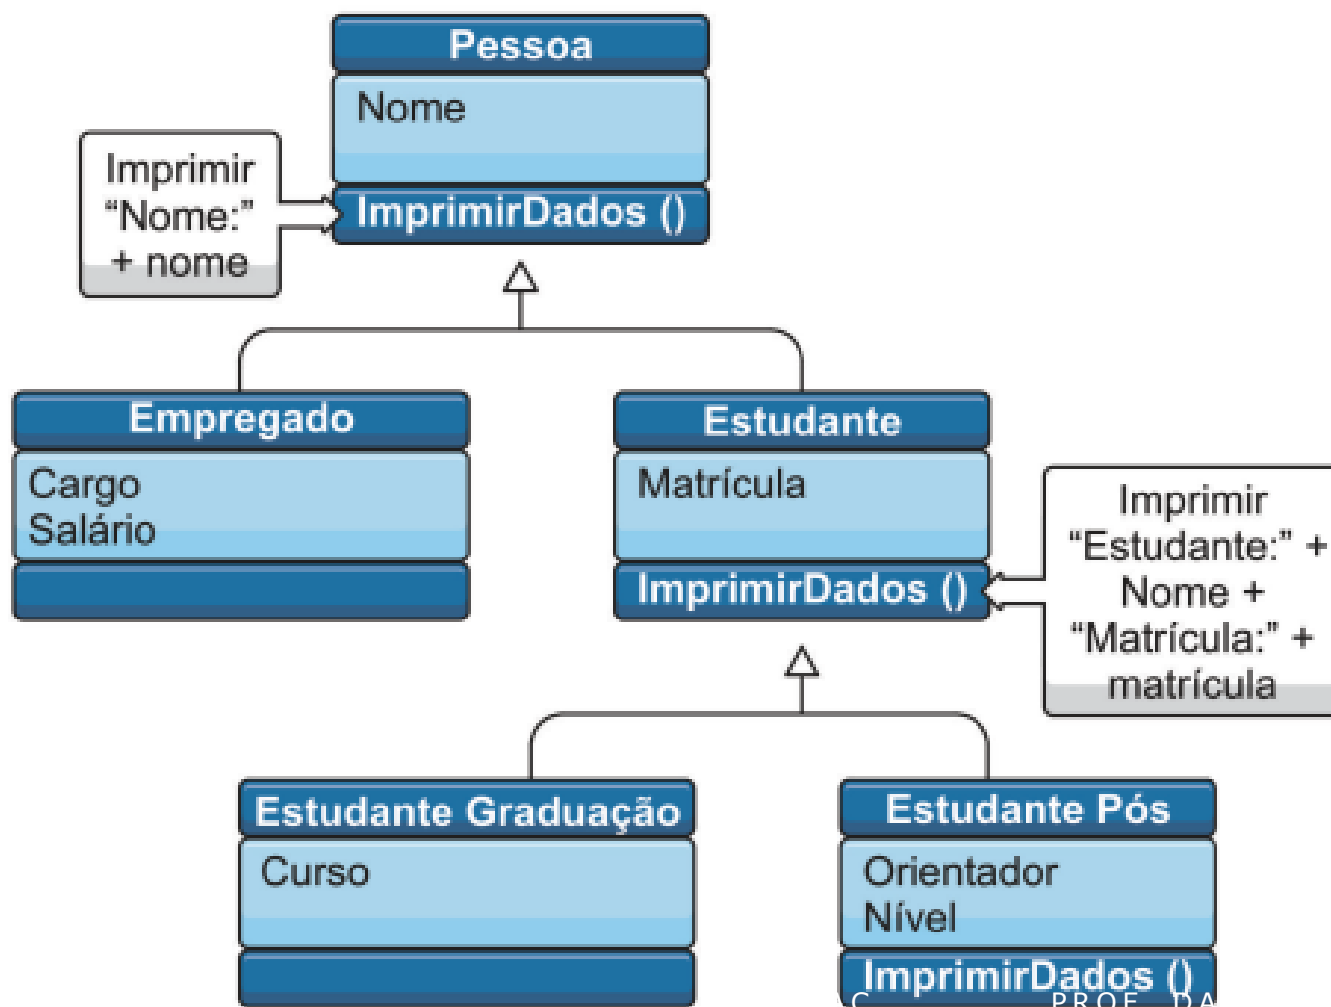 Pessoa
Nome
ImprimirDados ()
Imprimir
“Nome:”
+ nome
Empregado
Cargo
Salário
Estudante
Matrícula
ImprimirDados ()
Imprimir
“Estudante:” +
Nome +
“Matrícula:” +
matrícula
Estudante Graduação
Curso
Estudante Pós
Orientador
Nível
ImprimirDados ()
PROF